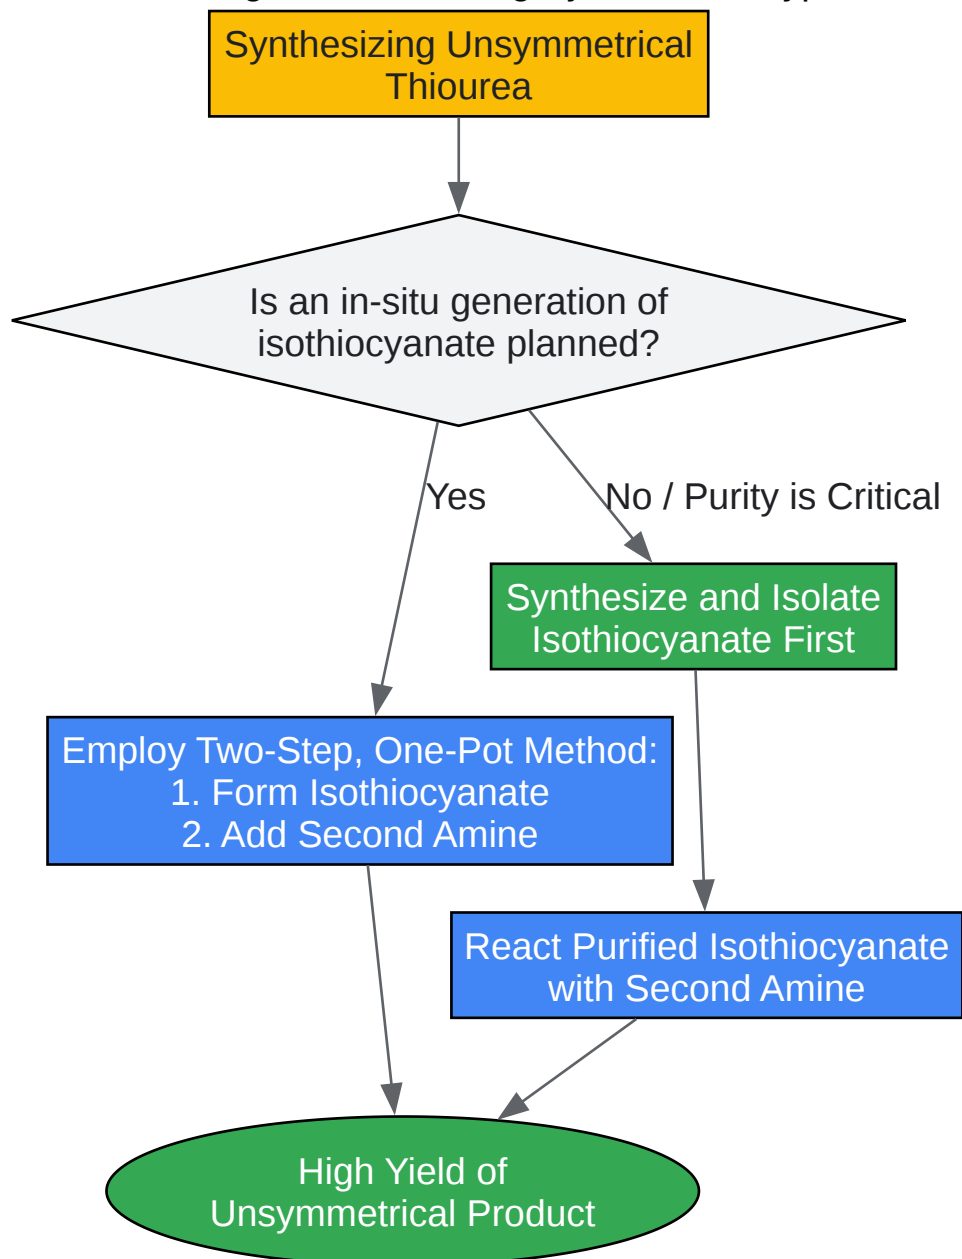 Synthesizing Unsymmetrical
Thiourea
Is an in-situ generation of
isothiocyanate planned?
Yes
No / Purity is Critical
Synthesize and Isolate
Isothiocyanate First
Employ Two-Step, One-Pot Method:
1. Form Isothiocyanate
2. Add Second Amine
React Purified Isothiocyanate
with Second Amine
High Yield of
Unsymmetrical Product